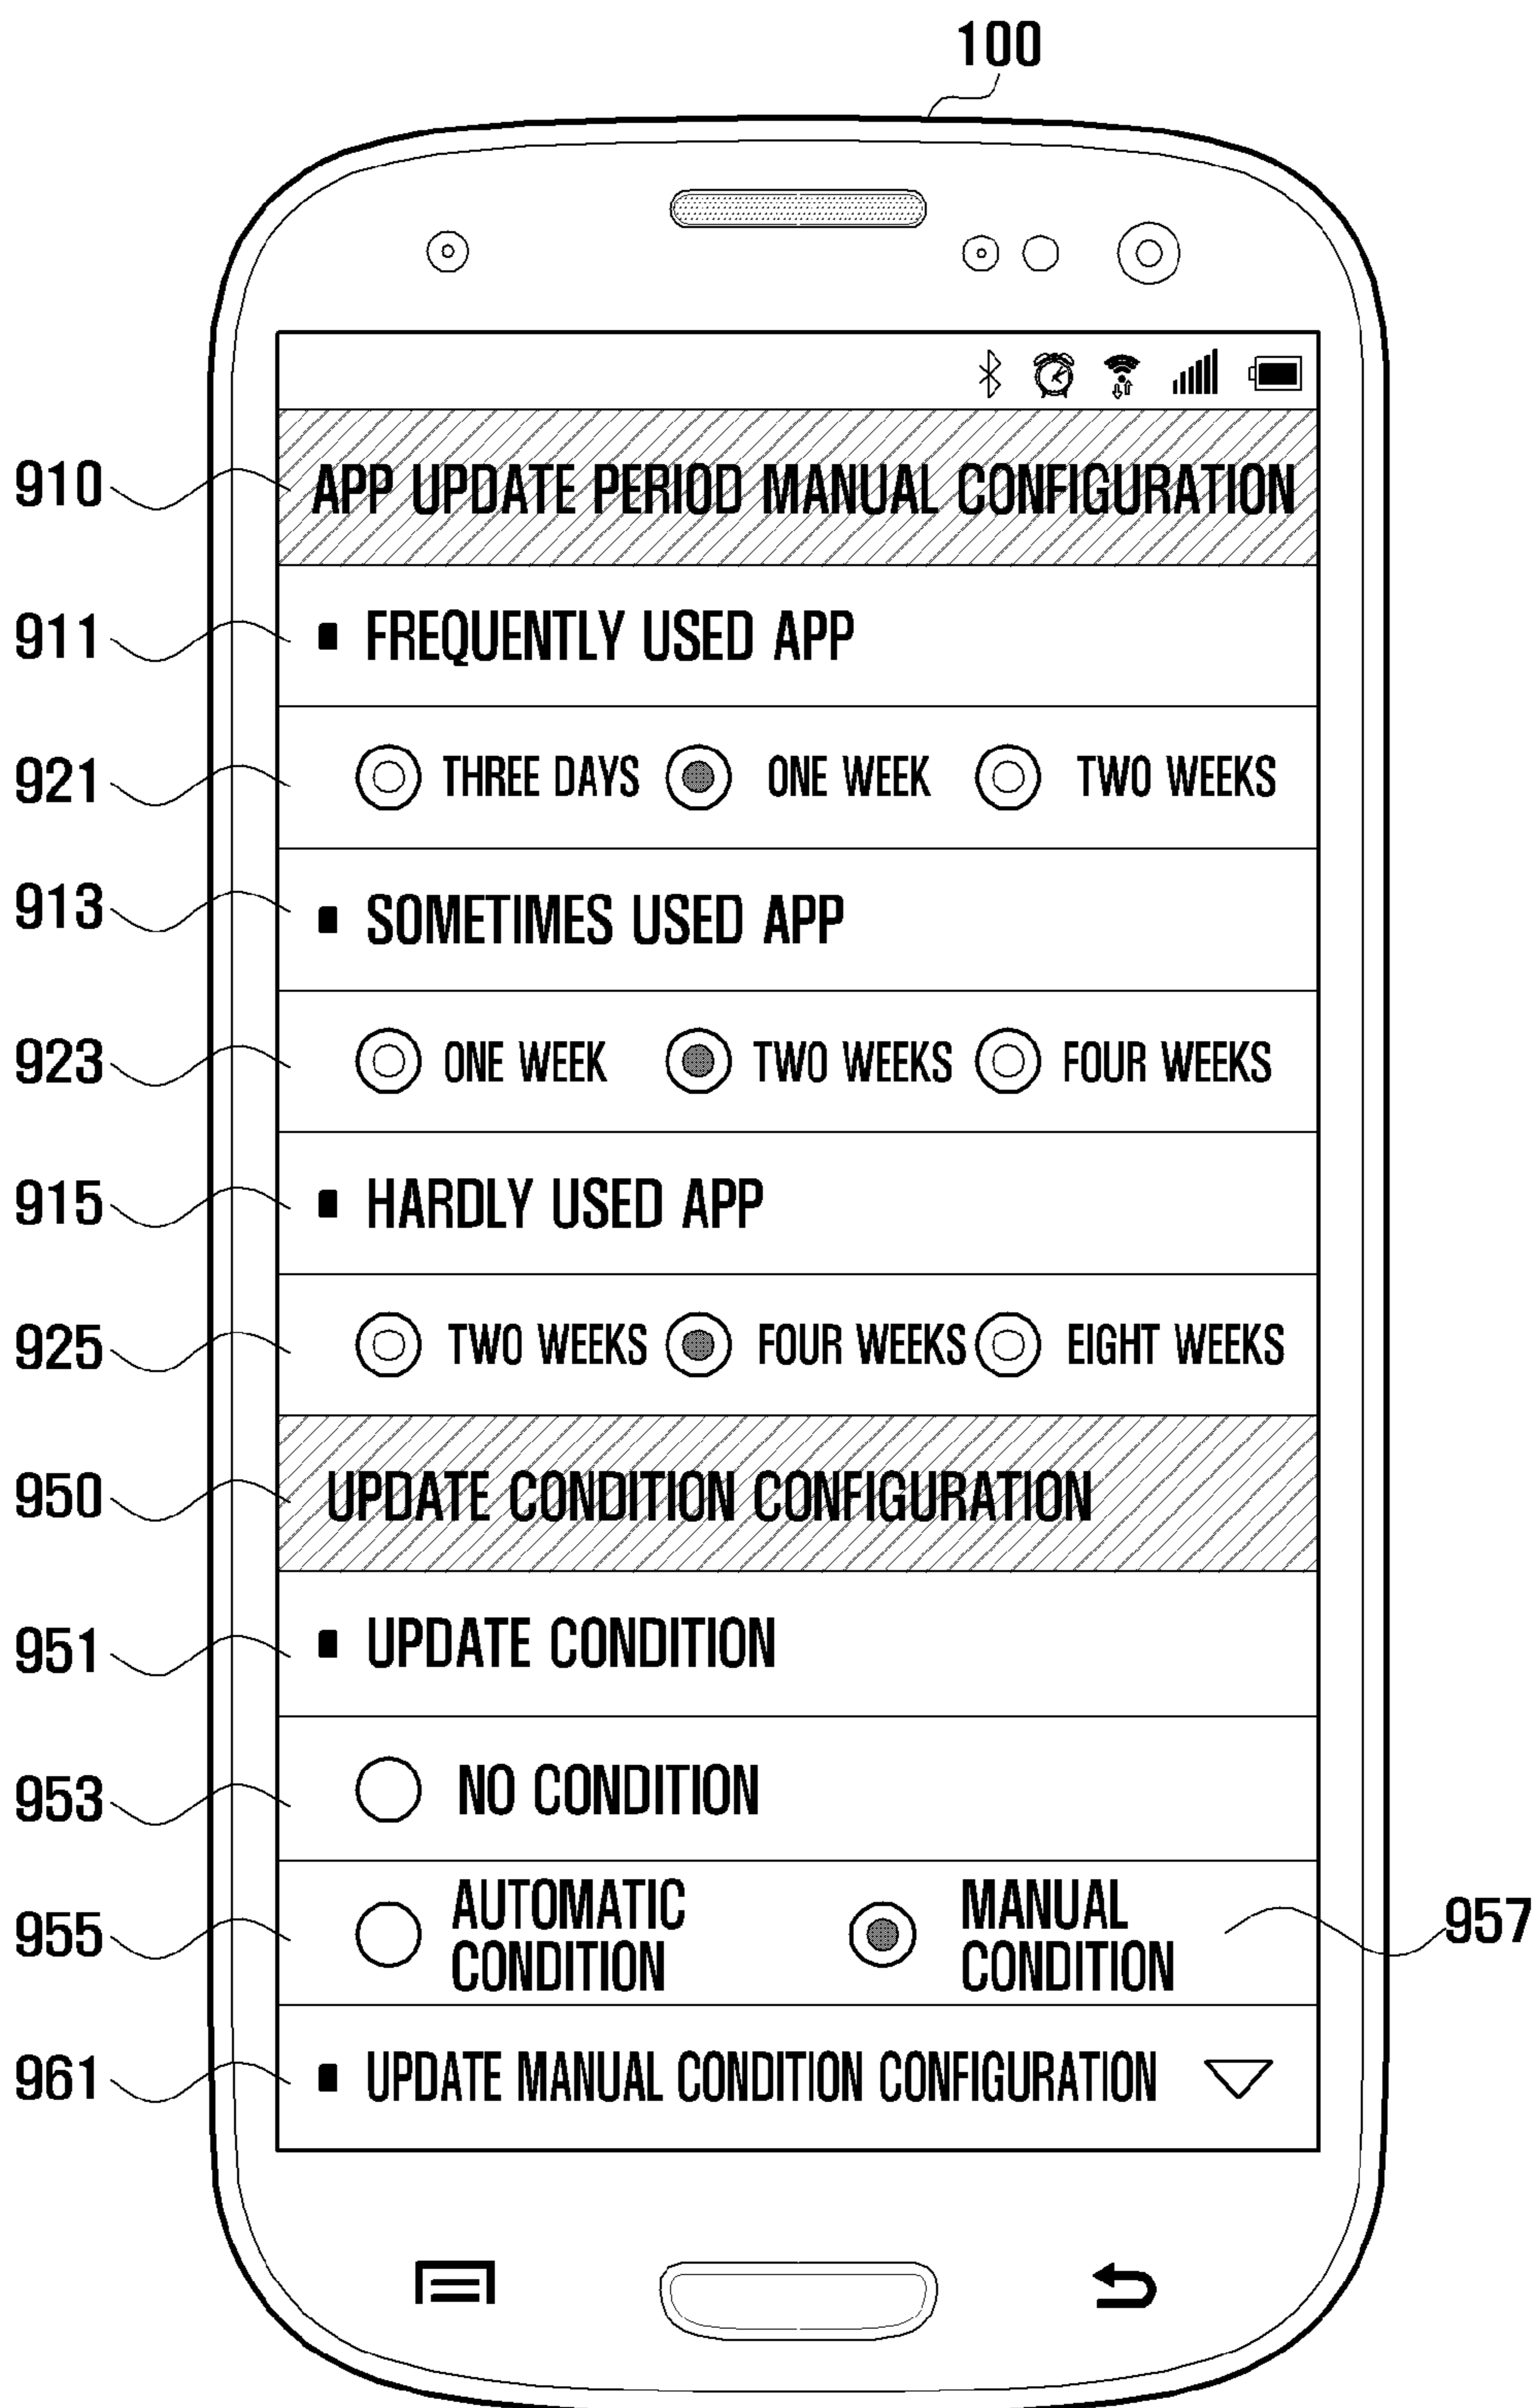 100
910 APP UPDATE PERIOD MANUAL CONFIGURATION
911 ▪ FREQUENTLY USED APP
921 THREE DAYS ONE WEEK TWO WEEKS
913 ▪ SOMETIMES USED APP
923 ONE WEEK TWO WEEKS FOUR WEEKS
915 ▪ HARDLY USED APP
925 TWO WEEKS FOUR WEEKS EIGHT WEEKS
950 UPDATE CONDITION CONFIGURATION
951 ▪ UPDATE CONDITION
953 NO CONDITION
955 AUTOMATIC CONDITION MANUAL CONDITION 957
961 ▪ UPDATE MANUAL CONDITION CONFIGURATION